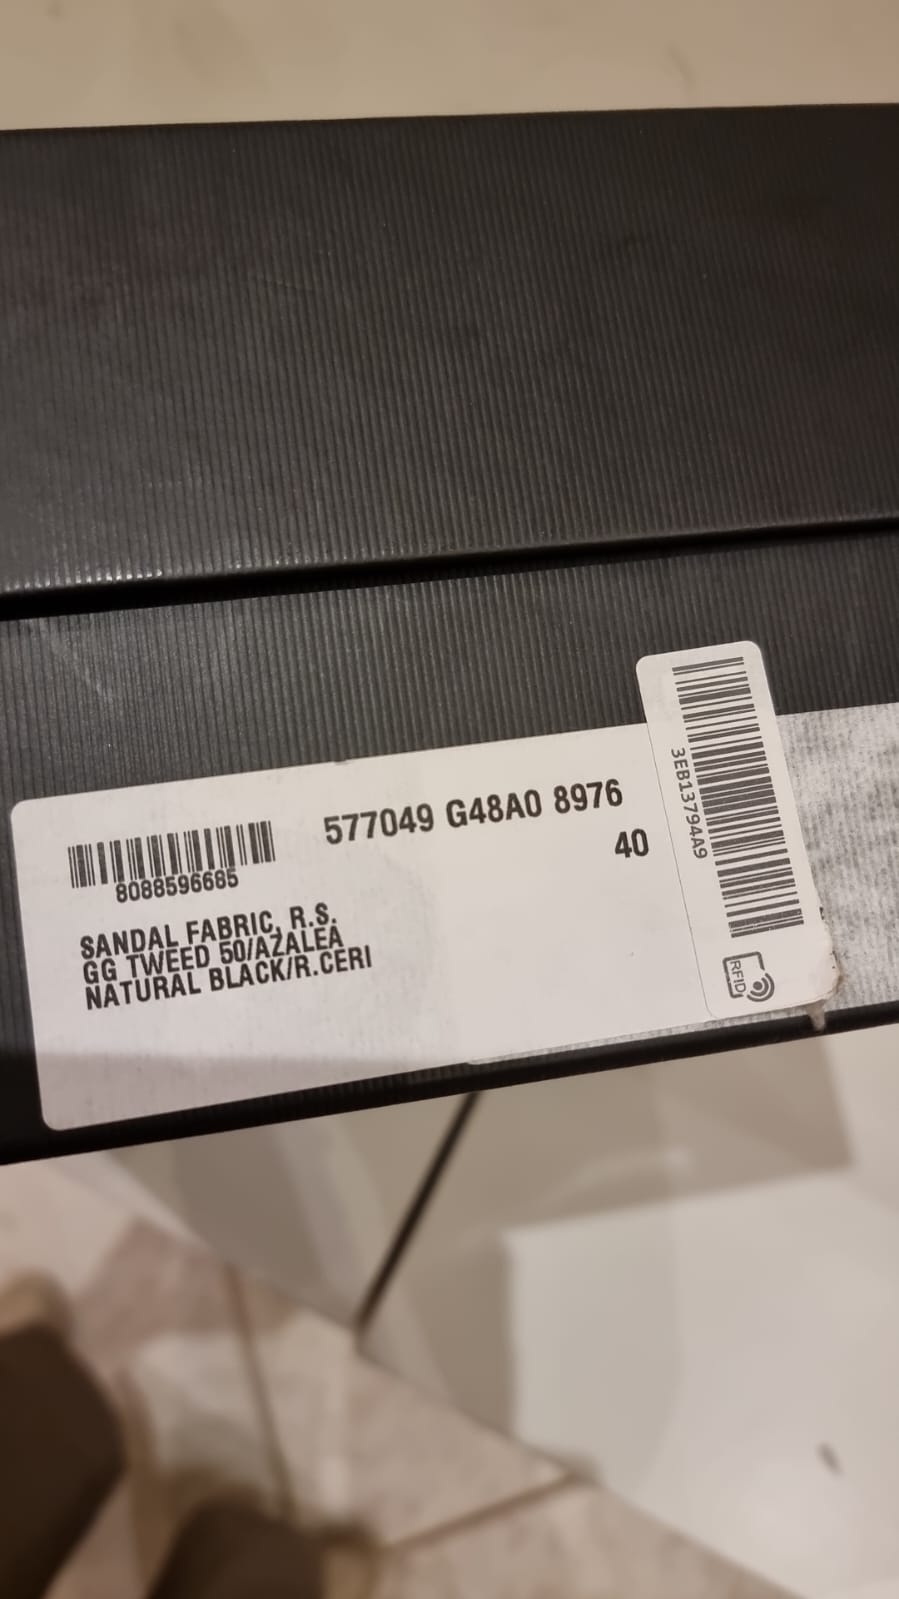 577049 G48A0 8976
40
8088596685
SANDAL FABRIC, R.S.
GG TWEED 50/AZALEA
NATURAL BLACK/R.CERI
3EB13794A9
RFID